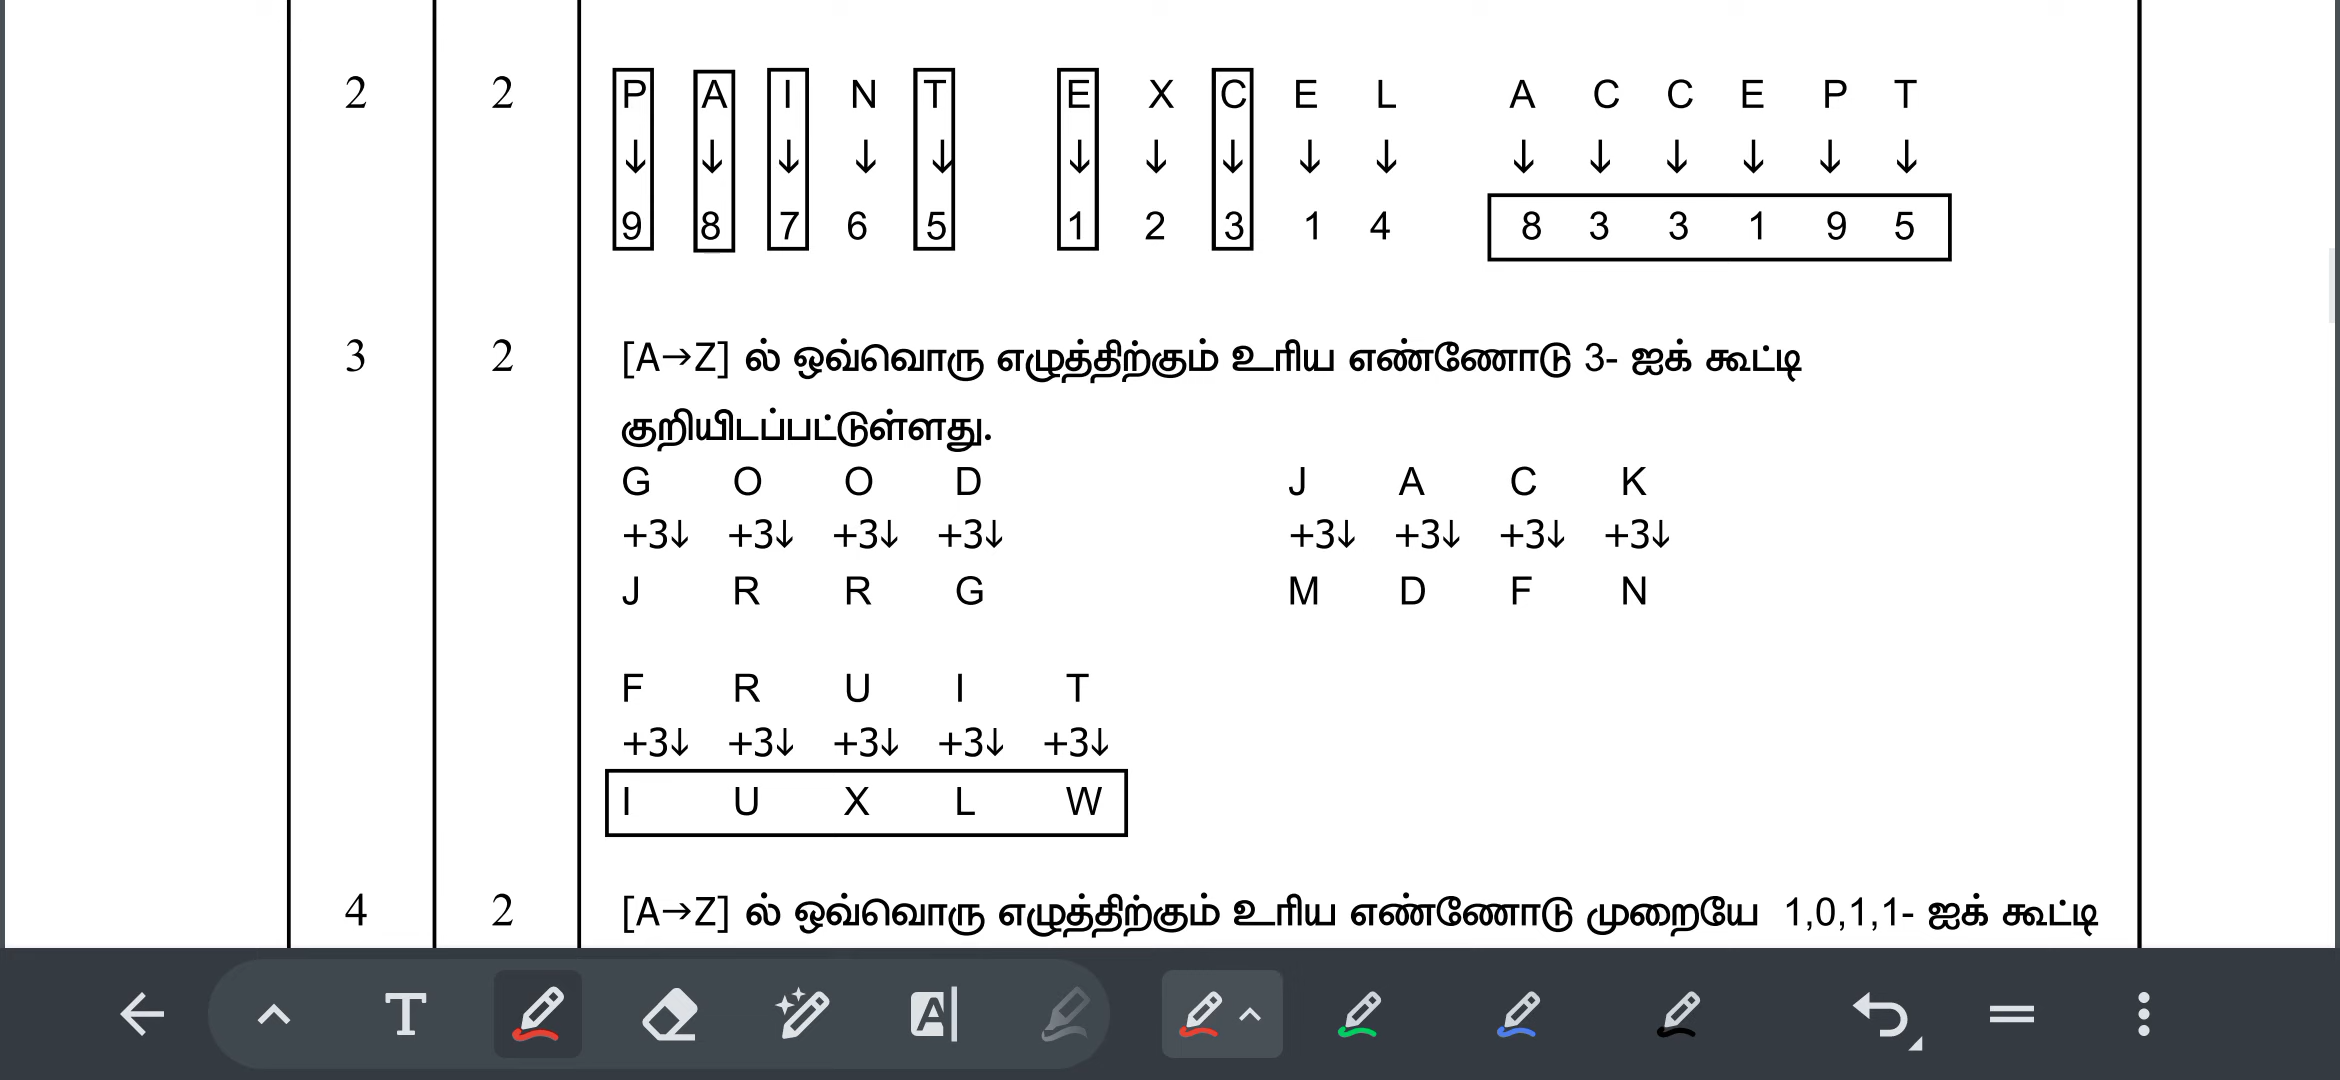 2 2 P A I N T E X C E L A C C E P T
↓ ↓ ↓ ↓ ↓ ↓ ↓ ↓ ↓ ↓ ↓ ↓ ↓ ↓ ↓ ↓
9 8 7 6 5 1 2 3 1 4 8 3 3 1 9 5
3 2 [A→Z] ல் ஒவ்வொரு எழுத்திற்கும் உரிய எண்ணோடு 3- ஐக் கூட்டி
குறியிடப்பட்டுள்ளது.
G O O D J A C K
+3↓ +3↓ +3↓ +3↓ +3↓ +3↓ +3↓ +3↓
J R R G M D F N
F R U I T
+3↓ +3↓ +3↓ +3↓ +3↓
I U X L W
4 2 [A→Z] ல் ஒவ்வொரு எழுத்திற்கும் உரிய எண்ணோடு முறையே 1,0,1,1- ஐக் கூட்டி
T A